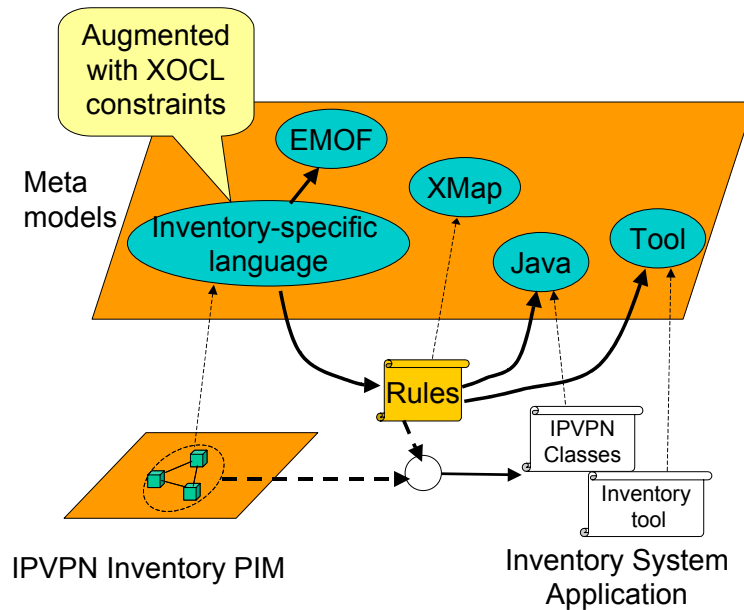 Augmented
with XOCL
constraints
EMOF
Meta
models
XMap
Inventory-specific
language
Java
Tool
Rules
IPVPN
Classes
Inventory
tool
IPVPN Inventory PIM
Inventory System
Application